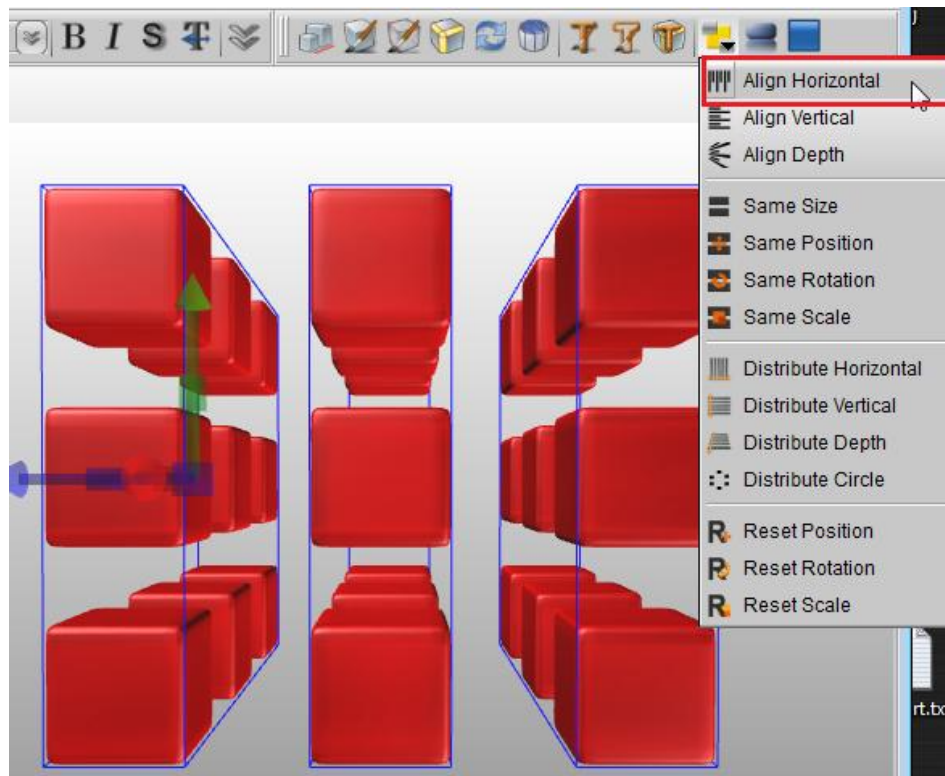 B I S T
Align Horizontal
Align Vertical
Align Depth
Same Size
Same Position
Same Rotation
Same Scale
Distribute Horizontal
Distribute Vertical
Distribute Depth
Distribute Circle
R Reset Position
R Reset Rotation
R Reset Scale
rt.tx